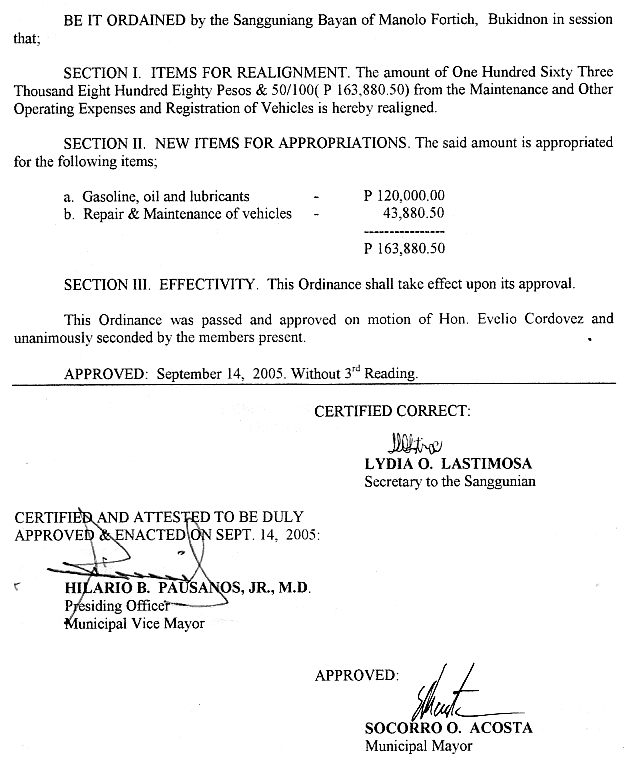 BE IT ORDAINED by the Sangguniang Bayan of Manolo Fortich, Bukidnon in session
that;
SECTION I. ITEMS FOR REALIGNMENT. The amount of One Hundred Sixty Three
Thousand Eight Hundred Eighty Pesos & 50/100( P 163,880.50) from the Maintenance and Other
Operating Expenses and Registration of Vehicles is hereby realigned.
SECTION II. NEW ITEMS FOR APPROPRIATIONS. The said amount is appropriated
for the following items;
a. Gasoline, oil and lubricants - P 120,000.00
b. Repair & Maintenance of vehicles - 43,880.50
----------------
P 163,880.50
SECTION III. EFFECTIVITY. This Ordinance shall take effect upon its approval.
This Ordinance was passed and approved on motion of Hon. Evelio Cordovez and
unanimously seconded by the members present.
APPROVED: September 14, 2005. Without 3rd Reading.
CERTIFIED CORRECT:
LYDIA O. LASTIMOSA
Secretary to the Sanggunian
CERTIFIED AND ATTESTED TO BE DULY
APPROVED & ENACTED ON SEPT. 14, 2005:
HILARIO B. PAUSANOS, JR., M.D.
Presiding Officer
Municipal Vice Mayor
APPROVED:
SOCORRO O. ACOSTA
Municipal Mayor